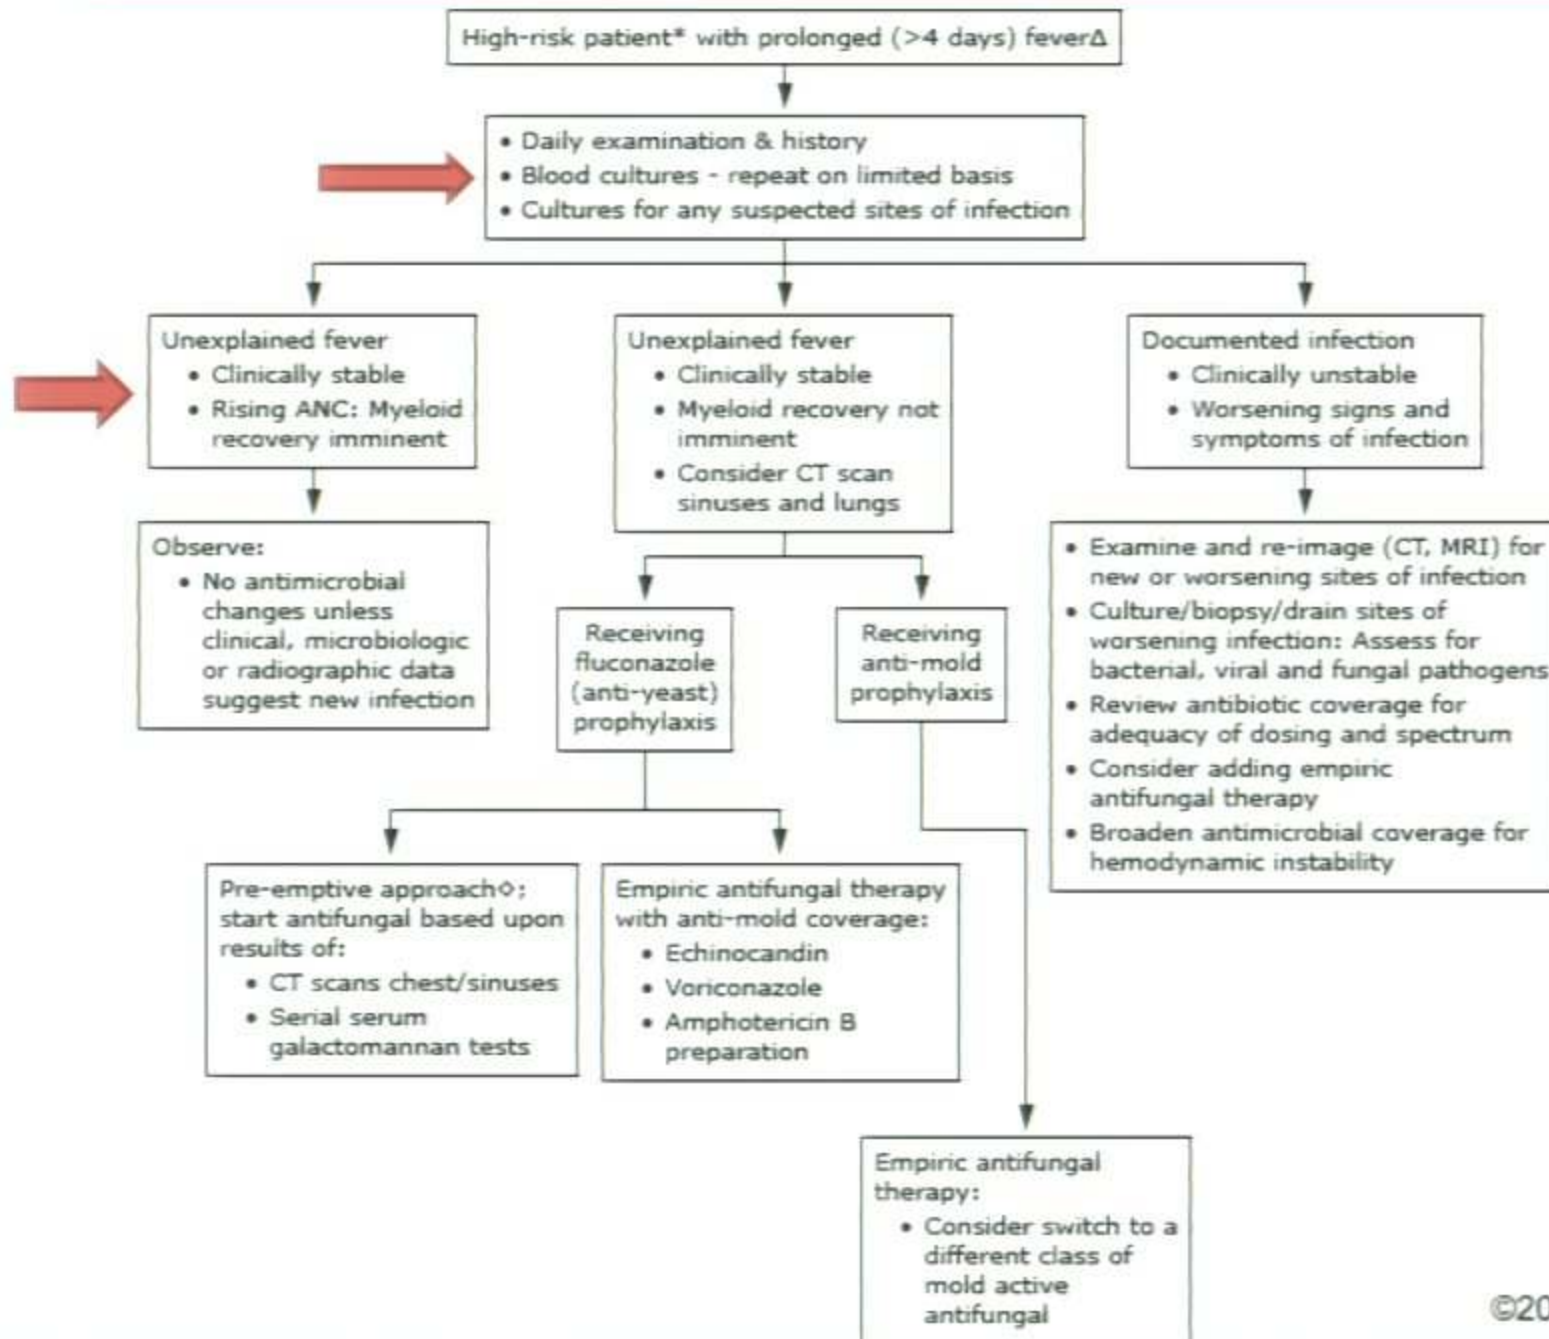 High-risk patient* with prolonged (>4 days) feverΔ
• Daily examination & history
• Blood cultures - repeat on limited basis
• Cultures for any suspected sites of infection
Unexplained fever
• Clinically stable
• Rising ANC: Myeloid
recovery imminent
Unexplained fever
• Clinically stable
• Myeloid recovery not
imminent
• Consider CT scan
sinuses and lungs
Documented infection
• Clinically unstable
• Worsening signs and
symptoms of infection
Observe:
• No antimicrobial
changes unless
clinical, microbiologic
or radiographic data
suggest new infection
Receiving
fluconazole
(anti-yeast)
prophylaxis
Receiving
anti-mold
prophylaxis
• Examine and re-image (CT, MRI) for
new or worsening sites of infection
• Culture/biopsy/drain sites of
worsening infection: Assess for
bacterial, viral and fungal pathogens
• Review antibiotic coverage for
adequacy of dosing and spectrum
• Consider adding empiric
antifungal therapy
• Broaden antimicrobial coverage for
hemodynamic instability
Pre-emptive approach◇;
start antifungal based upon
results of:
• CT scans chest/sinuses
• Serial serum
galactomannan tests
Empiric antifungal therapy
with anti-mold coverage:
• Echinocandin
• Voriconazole
• Amphotericin B
preparation
Empiric antifungal
therapy:
• Consider switch to a
different class of
mold active
antifungal
©20